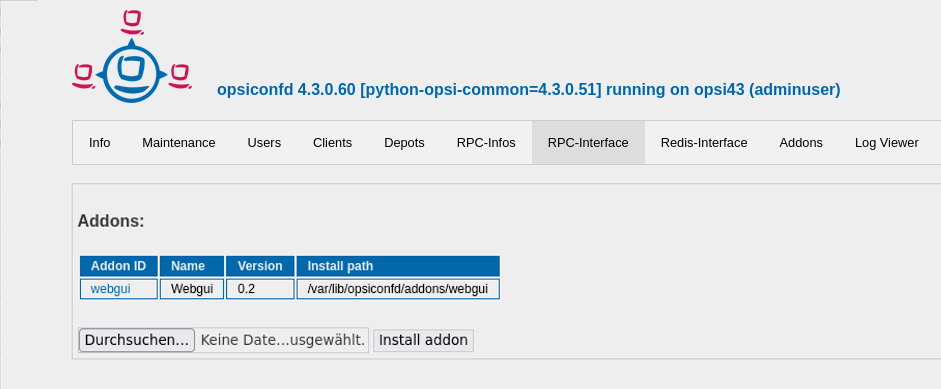 opsiconfd 4.3.0.60 [python-opsi-common=4.3.0.51] running on opsi43 (adminuser)
Info Maintenance Users Clients Depots RPC-Infos RPC-Interface Redis-Interface Addons Log Viewer
Addons:
Addon ID Name Version Install path
webgui Webgui 0.2 /var/lib/opsiconfd/addons/webgui
Durchsuchen... Keine Date...usgewählt. Install addon